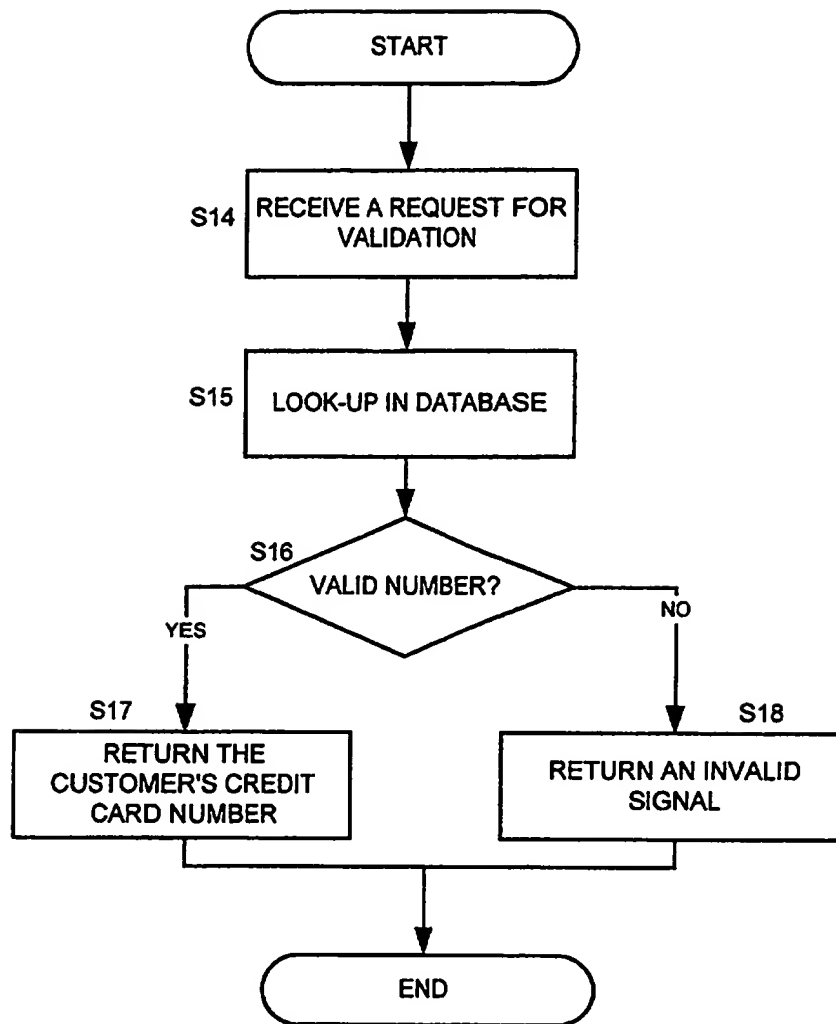 START
S14
RECEIVE A REQUEST FOR
VALIDATION
S15
LOOK-UP IN DATABASE
S16
VALID NUMBER?
YES
NO
S17
RETURN THE
CUSTOMER'S CREDIT
CARD NUMBER
S18
RETURN AN INVALID
SIGNAL
END